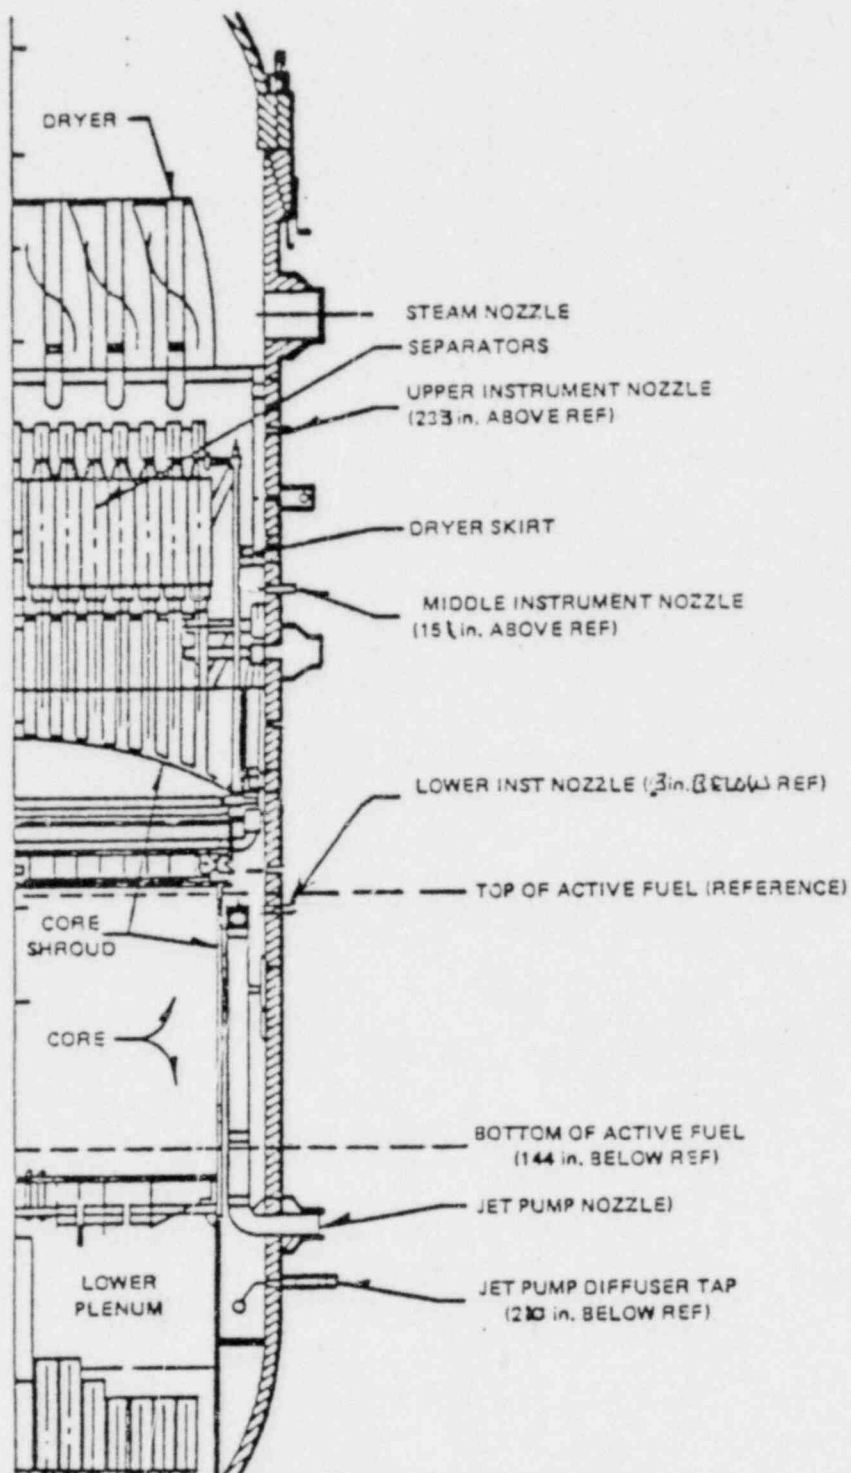 DRYER
STEAM NOZZLE
SEPARATORS
UPPER INSTRUMENT NOZZLE
in. ABOVE REF)
DRYER SKIRT
MIDDLE INSTRUMENT NOZZLE
in. ABOVE REF)
LOWER INST NOZZLE (3in. BELOW REF)
TOP OF ACTIVE FUEL (REFERENCE)
CORE
SHROUD
CORE
BOTTOM OF ACTIVE FUEL
(144 in. BELOW REF)
JET PUMP NOZZLE)
LOWER
PLENUM
JET PUMP DIFFUSER TAP
in. BELOW REF)